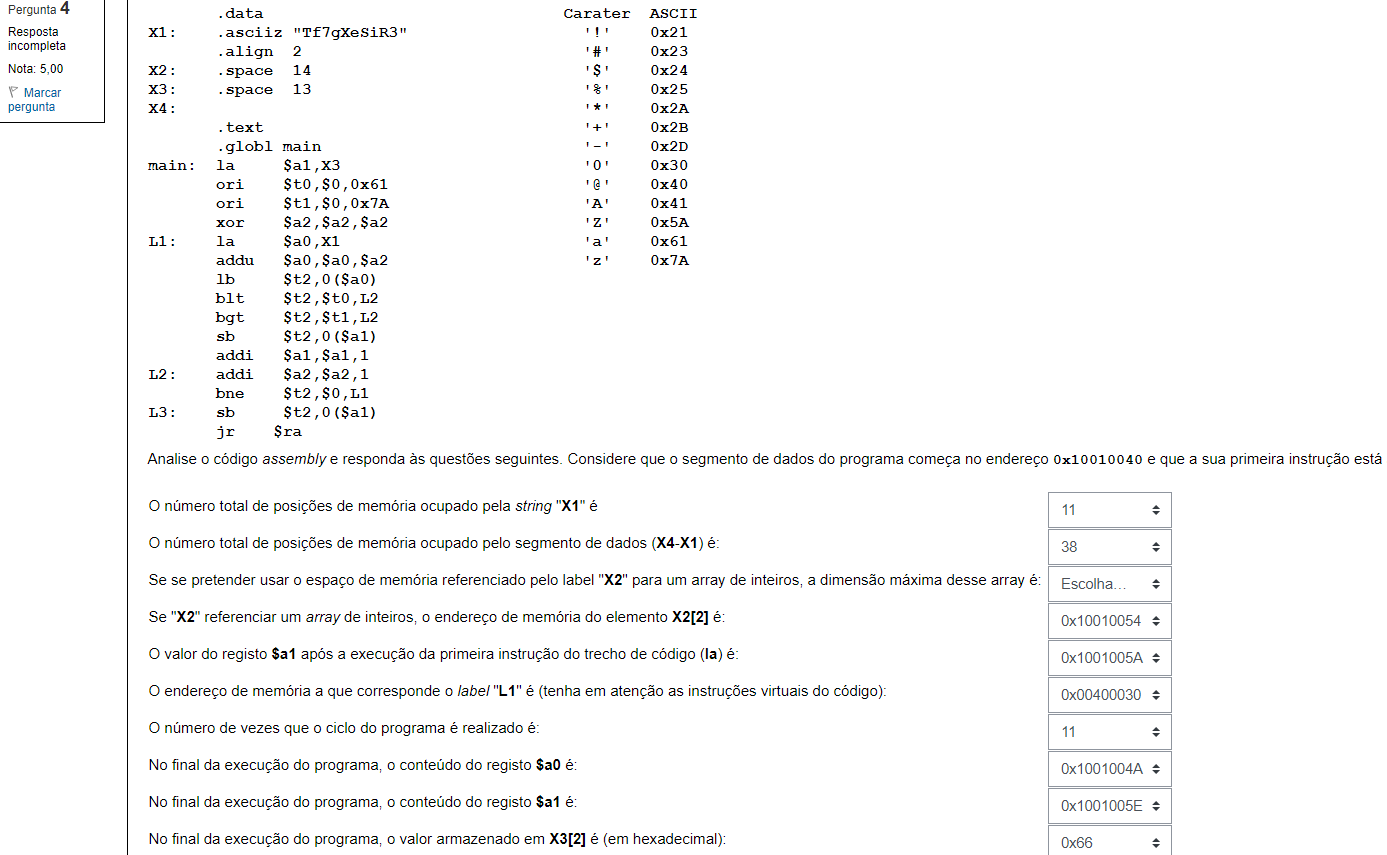 Pergunta 4
Resposta
incompleta
Nota: 5,00
Marcar
pergunta
.data
X1: .asciiz "Tf7gXeSiR3"
.align 2
X2: .space 14
X3: .space 13
X4:
.text
.globl main
main: la $a1,X3
ori $t0,$0,0x61
ori $t1,$0,0x7A
xor $a2,$a2,$a2
L1: la $a0,X1
addu $a0,$a0,$a2
lb $t2,0($a0)
blt $t2,$t0,L2
bgt $t2,$t1,L2
sb $t2,0($a1)
addi $a1,$a1,1
L2: addi $a2,$a2,1
bne $t2,$0,L1
L3: sb $t2,0($a1)
jr $ra
Carater ASCII
'!' 0x21
'#' 0x23
'$' 0x24
'%' 0x25
'*' 0x2A
'+' 0x2B
'-' 0x2D
'0' 0x30
'@' 0x40
'A' 0x41
'Z' 0x5A
'a' 0x61
'z' 0x7A
Analise o código assembly e responda às questões seguintes. Considere que o segmento de dados do programa começa no endereço 0x10010040 e que a sua primeira instrução está
O número total de posições de memória ocupado pela string "X1" é 11
O número total de posições de memória ocupado pelo segmento de dados (X4-X1) é: 38
Se se pretender usar o espaço de memória referenciado pelo label "X2" para um array de inteiros, a dimensão máxima desse array é: Escolha...
Se "X2" referenciar um array de inteiros, o endereço de memória do elemento X2[2] é: 0x10010054
O valor do registo $a1 após a execução da primeira instrução do trecho de código (la) é: 0x1001005A
O endereço de memória a que corresponde o label "L1" é (tenha em atenção as instruções virtuais do código): 0x00400030
O número de vezes que o ciclo do programa é realizado é: 11
No final da execução do programa, o conteúdo do registo $a0 é: 0x1001004A
No final da execução do programa, o conteúdo do registo $a1 é: 0x1001005E
No final da execução do programa, o valor armazenado em X3[2] é (em hexadecimal): 0x66